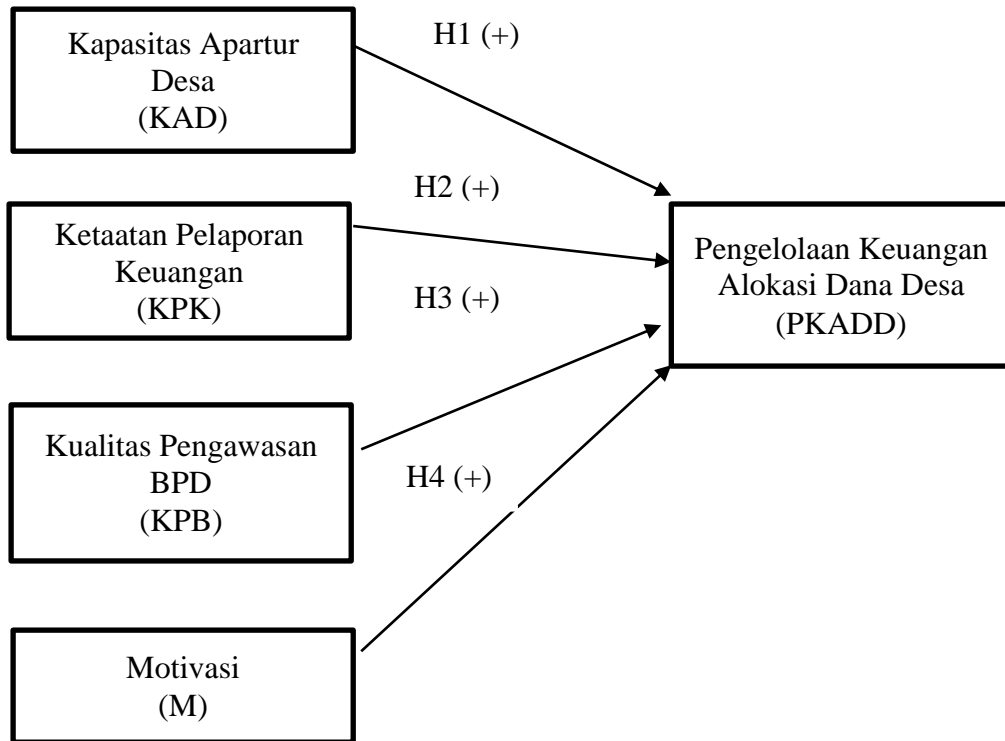 H1 (+)
Kapasitas Apartur
Desa
(KAD)
H2 (+)
Ketaatan Pelaporan
Keuangan
(KPK)
H3 (+)
Pengelolaan Keuangan
Alokasi Dana Desa
(PKADD)
Kualitas Pengawasan
BPD
(KPB)
H4 (+)
Motivasi
(M)